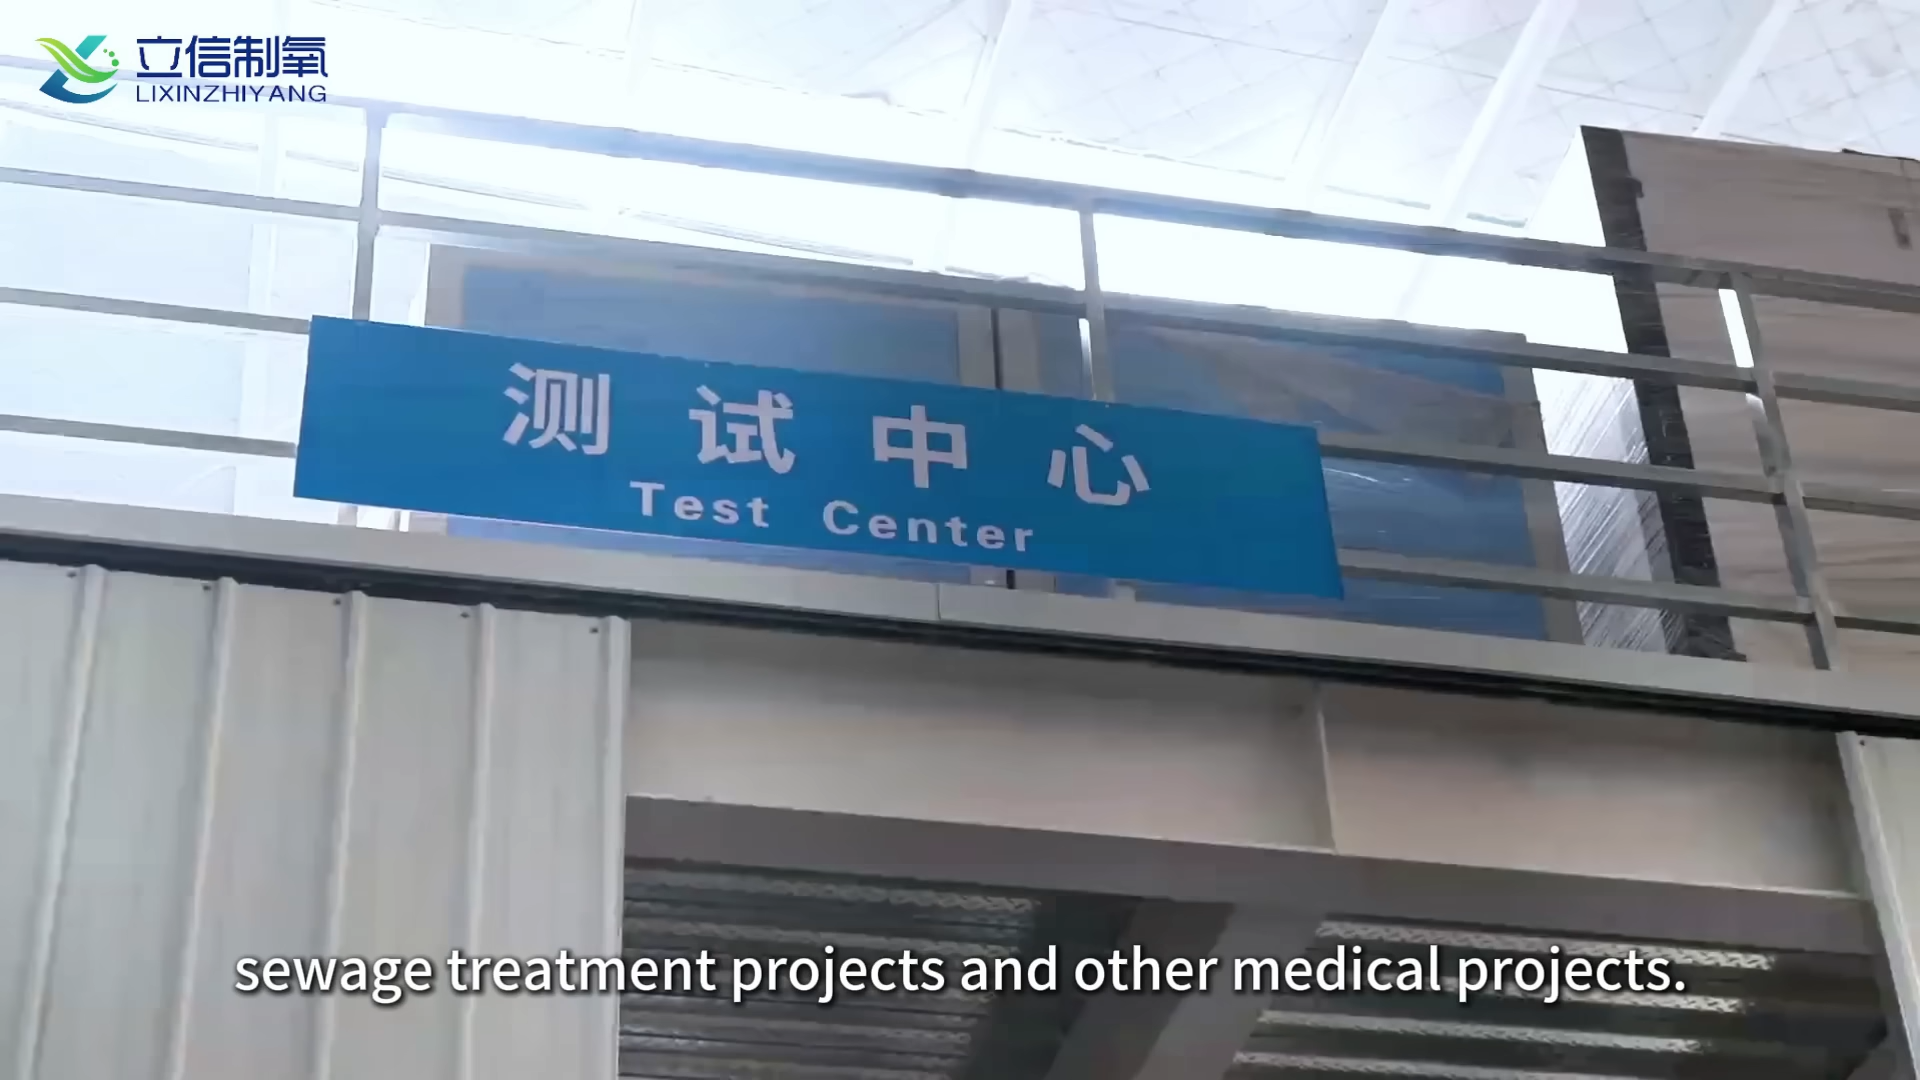 立信制氧
LIXINZHIYANG
测试中心
Test Center
sewage treatment projects and other medical projects.